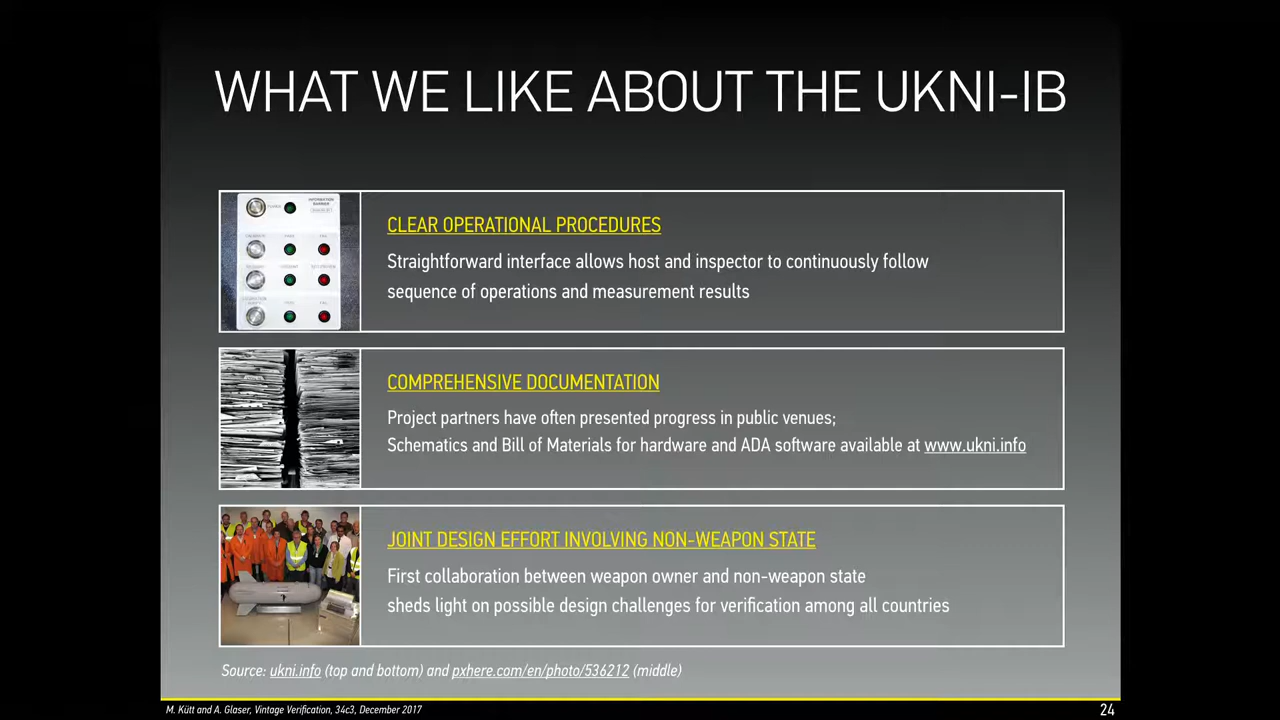 WHAT WE LIKE ABOUT THE UKNI-IB
CLEAR OPERATIONAL PROCEDURES
Straightforward interface allows host and inspector to continuously follow
sequence of operations and measurement results
COMPREHENSIVE DOCUMENTATION
Project partners have often presented progress in public venues;
Schematics and Bill of Materials for hardware and ADA software available at www.ukni.info
JOINT DESIGN EFFORT INVOLVING NON-WEAPON STATE
First collaboration between weapon owner and non-weapon state
sheds light on possible design challenges for verification among all countries
Source: ukni.info (top and bottom) and pxhere.com/en/photo/536212 (middle)
M. Kütt and A. Glaser, Vintage Verification, 34c3, December 2017
24